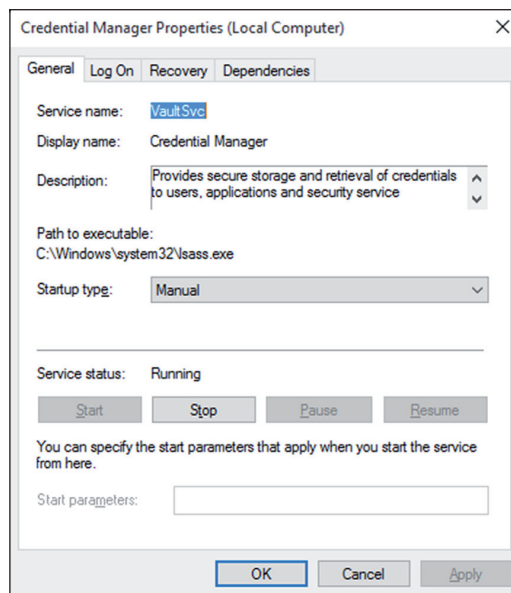 Credential Manager Properties (Local Computer)
General Log On Recovery Dependencies
Service name: VaultSvc
Display name: Credential Manager
Description: Provides secure storage and retrieval of credentials
to users, applications and security service
Path to executable:
C:\Windows\system32\lsass.exe
Startup type: Manual
Service status: Running
Start Stop Pause Resume
You can specify the start parameters that apply when you start the service
from here.
Start parameters:
OK Cancel Apply